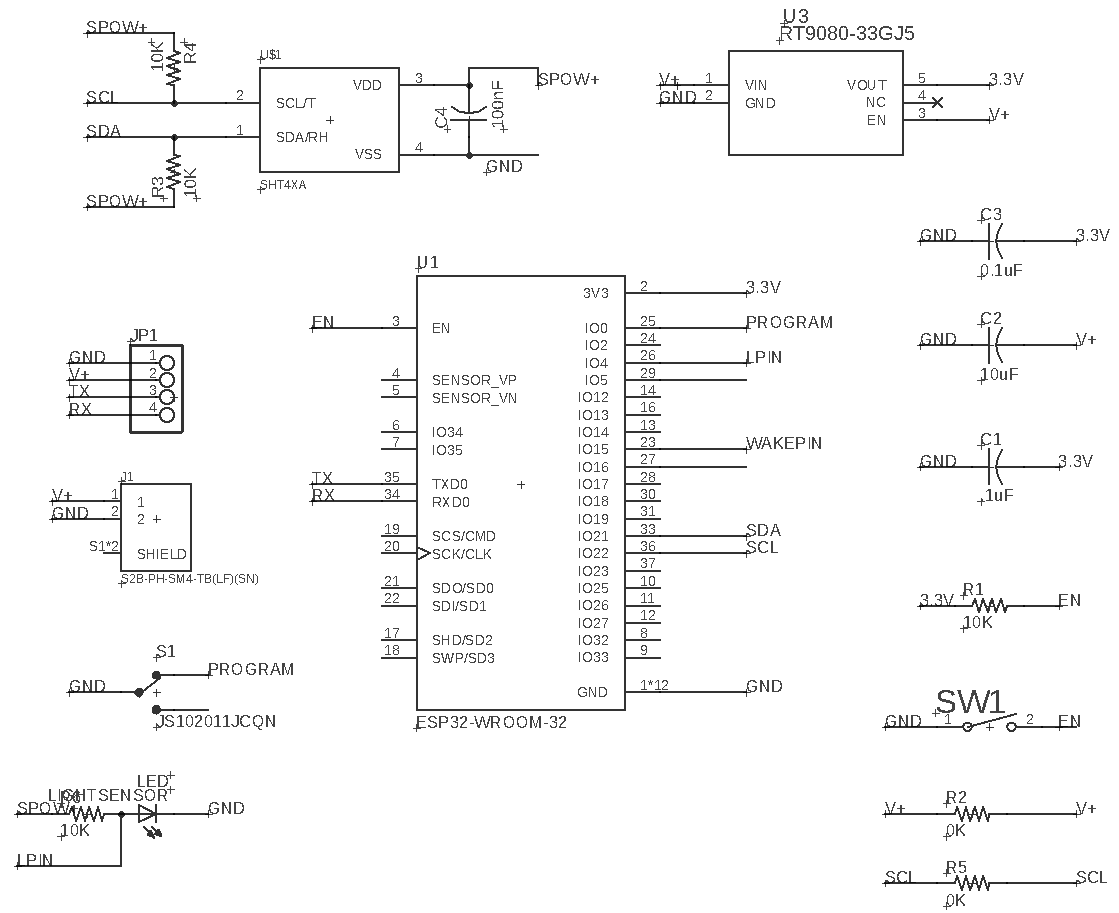 SPOW+
10K
R4
SCL
2
SDA
1
R3
10K
SPOW+
U$1
VDD
3
SCL/T
SDA/RH
VSS
4
SHT4XA
SPOW+
C4
100nF
GND
U3
RT9080-33GJ5
V+
1
VIN
VOUT
5
3.3V
GND
2
GND
NC
4
EN
3
V+
C3
GND
3.3V
0.1uF
C2
GND
V+
10uF
C1
GND
3.3V
.1uF
R1
3.3V
EN
10K
SW1
GND
1
2
EN
R2
V+
V+
0K
R5
SCL
SCL
0K
U1
3V3
2
3.3V
EN
3
EN
IO0
25
PROGRAM
IO2
24
IO4
26
LPIN
4
SENSOR_VP
IO5
29
5
SENSOR_VN
IO12
14
IO13
16
6
IO34
IO14
13
7
IO35
IO15
23
WAKEPIN
IO16
27
TX
35
TXD0
IO17
28
RX
34
RXD0
IO18
30
IO19
31
19
SCS/CMD
IO21
33
SDA
20
SCK/CLK
IO22
36
SCL
IO23
37
21
SDO/SD0
IO25
10
22
SDI/SD1
IO26
11
IO27
12
17
SHD/SD2
IO32
8
18
SWP/SD3
IO33
9
GND
1*12
GND
ESP32-WROOM-32
JP1
GND
1
V+
2
TX
3
RX
4
J1
V+
1
1
GND
2
2
S1*2
SHIELD
S2B-PH-SM4-TB(LF)(SN)
S1
PROGRAM
GND
JS102011JCQN
LED
LIGHTSENSOR
R6
SPOW+
GND
10K
LPIN